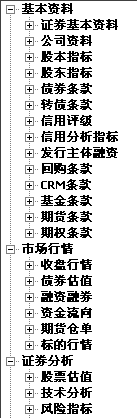 基本资料
证券基本资料
公司资料
股本指标
股东指标
债券条款
转债条款
信用评级
信用分析指标
发行主体融资
回购条款
CRM条款
基金条款
期货条款
期权条款
市场行情
收盘行情
债券估值
融资融券
资金流向
期货仓单
标的行情
证券分析
股票估值
技术分析
风险指标